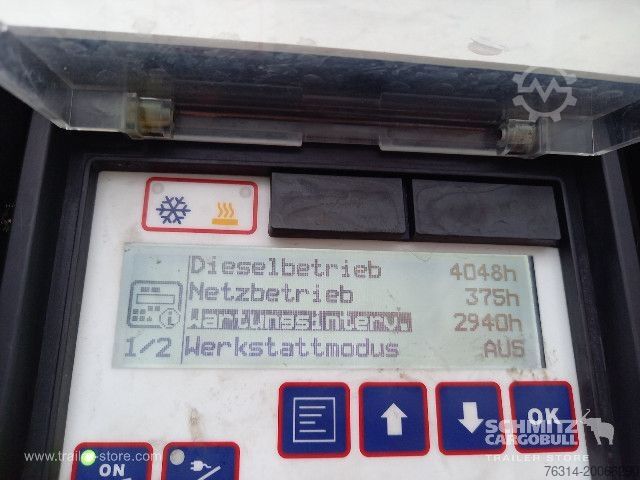 Dieselbetrieb 4048h
Netzbetrieb 375h
Wartungsinterv. 2940h
1/2 Werkstattmodus AUS
OK
ON
SCHMITZ
CARGOBULL
TRAILER STORE
www.trailer-store.com